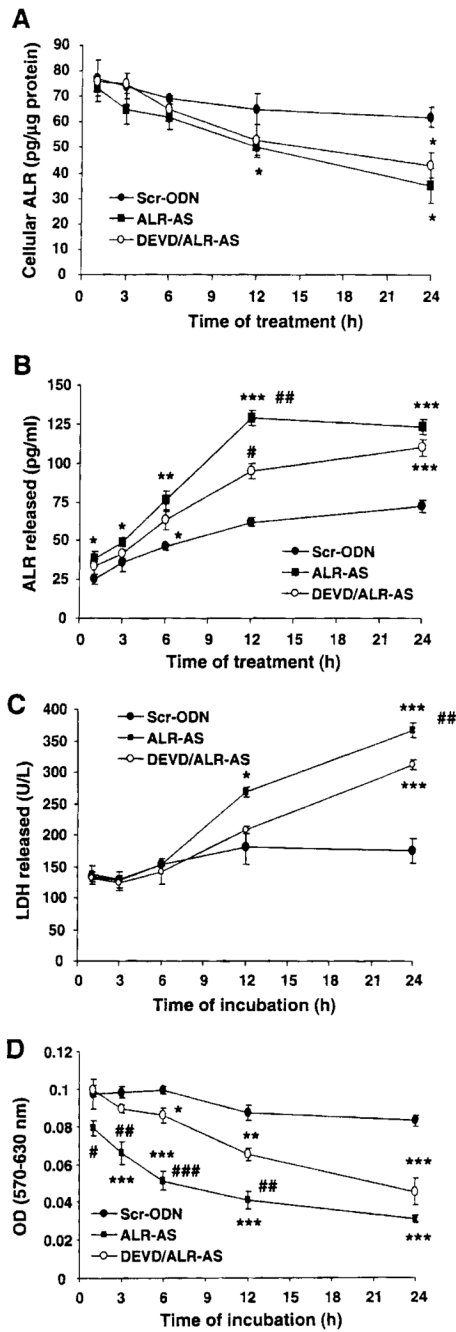 A
Cellular ALR (pg/µg protein)
90
80
70
60
50
40
30
20
10
0
*
*
*
Scr-ODN
ALR-AS
DEVD/ALR-AS
0 3 6 9 12 15 18 21 24
Time of treatment (h)
B
ALR released (pg/ml)
150
125
100
75
50
25
0
*** ## ***
# ***
* * ** *
Scr-ODN
ALR-AS
DEVD/ALR-AS
0 3 6 9 12 15 18 21 24
Time of treatment (h)
C
LDH released (U/L)
400
350
300
250
200
150
100
50
0
Scr-ODN
ALR-AS
DEVD/ALR-AS
*** ##
*
***
0 3 6 9 12 15 18 21 24
Time of incubation (h)
D
OD (570-630 nm)
0.12
0.1
0.08
0.06
0.04
0.02
0
*
## **
# *** ### ***
*** ##
*** ***
Scr-ODN
ALR-AS
DEVD/ALR-AS
0 3 6 9 12 15 18 21 24
Time of incubation (h)